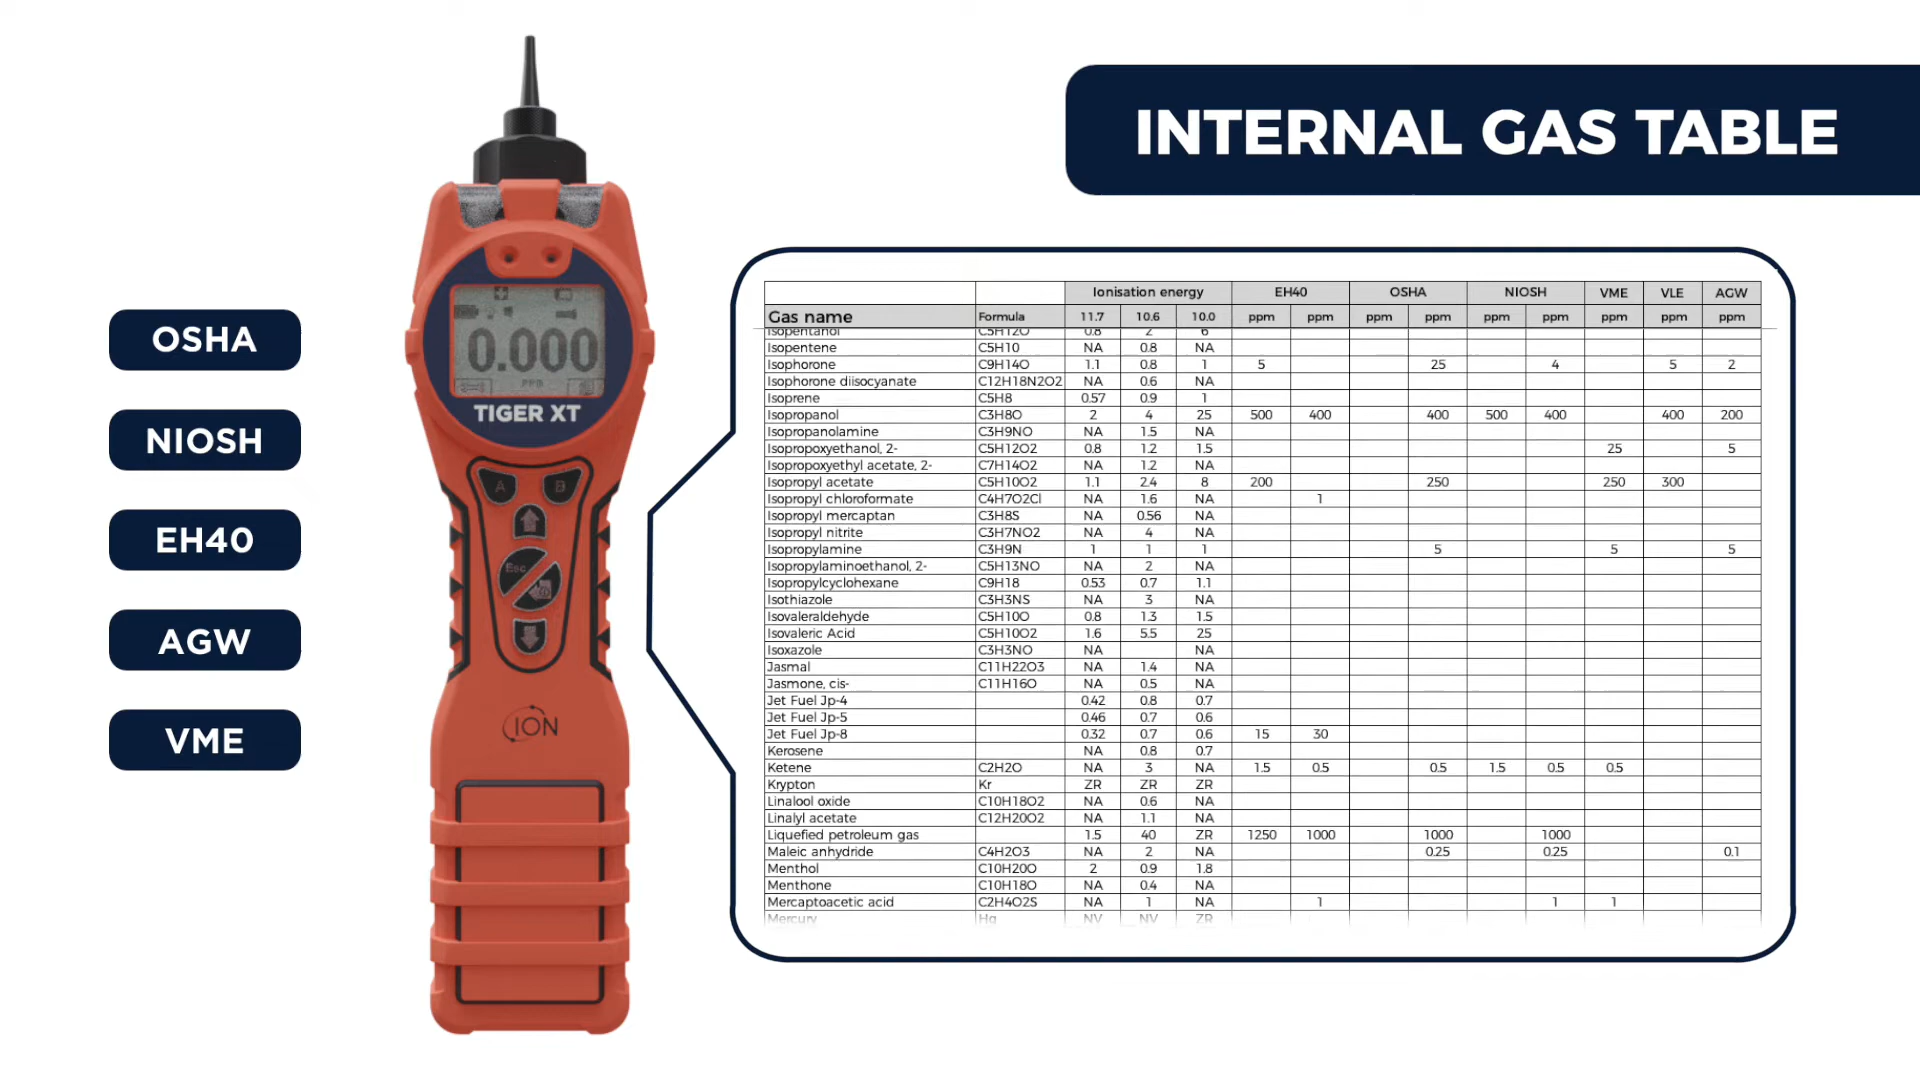 INTERNAL GAS TABLE
OSHA
NIOSH
EH40
AGW
VME
0.000
PPB
TIGER XT
A B
Esc
ION
Ionisation energy EH40 OSHA NIOSH VME VLE AGW
Gas name Formula 11.7 10.6 10.0 ppm ppm ppm ppm ppm ppm ppm ppm ppm
Isopentanol C5H12O 0.8 2 6
Isopentene C5H10 NA 0.8 NA
Isophorone C9H14O 1.1 0.8 1 5 25 4 5 2
Isophorone diisocyanate C12H18N2O2 NA 0.6 NA
Isoprene C5H8 0.57 0.9 1
Isopropanol C3H8O 2 4 25 500 400 400 500 400 400 200
Isopropanolamine C3H9NO NA 1.5 NA
Isopropoxyethanol, 2- C5H12O2 0.8 1.2 1.5 25 5
Isopropoxyethyl acetate, 2- C7H14O2 NA 1.2 NA
Isopropyl acetate C5H10O2 1.1 2.4 8 200 250 250 300
Isopropyl chloroformate C4H7O2Cl NA 1.6 NA 1
Isopropyl mercaptan C3H8S NA 0.56 NA
Isopropyl nitrite C3H7NO2 NA 4 NA
Isopropylamine C3H9N 1 1 1 5 5 5
Isopropylaminoethanol, 2- C5H13NO NA 2 NA
Isopropylcyclohexane C9H18 0.53 0.7 1.1
Isothiazole C3H3NS NA 3 NA
Isovaleraldehyde C5H10O 0.8 1.3 1.5
Isovaleric Acid C5H10O2 1.6 5.5 25
Isoxazole C3H3NO NA NA
Jasmal C11H22O3 NA 1.4 NA
Jasmone, cis- C11H16O NA 0.5 NA
Jet Fuel Jp-4 0.42 0.8 0.7
Jet Fuel Jp-5 0.46 0.7 0.6
Jet Fuel Jp-8 0.32 0.7 0.6 15 30
Kerosene NA 0.8 0.7
Ketene C2H2O NA 3 NA 1.5 0.5 0.5 1.5 0.5 0.5
Krypton Kr ZR ZR ZR
Linalool oxide C10H18O2 NA 0.6 NA
Linalyl acetate C12H20O2 NA 1.1 NA
Liquefied petroleum gas 1.5 40 ZR 1250 1000 1000 1000
Maleic anhydride C4H2O3 NA 2 NA 0.25 0.25 0.1
Menthol C10H20O 2 0.9 1.8
Menthone C10H18O NA 0.4 NA
Mercaptoacetic acid C2H4O2S NA 1 NA 1 1 1
Mercury Hg NV NV ZR